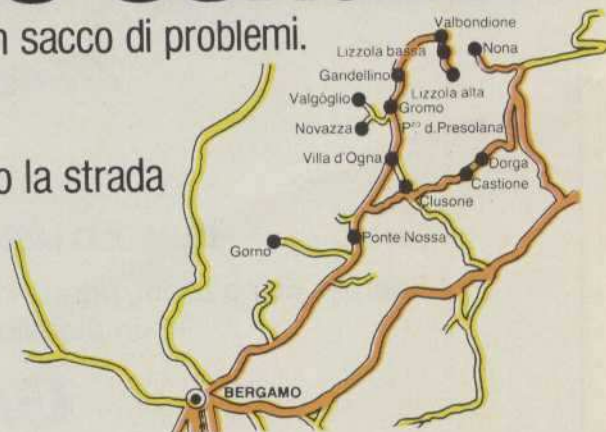 n sacco di problemi.
o la strada
Valbondione
Lizzola bassa
Nona
Gandellino
Lizzola alta
Valgóglio
Gromo
Novazza
P.zo d.Presolana
Villa d'Ogna
Dorga
Castione
Clusone
Ponte Nossa
Gorno
BERGAMO